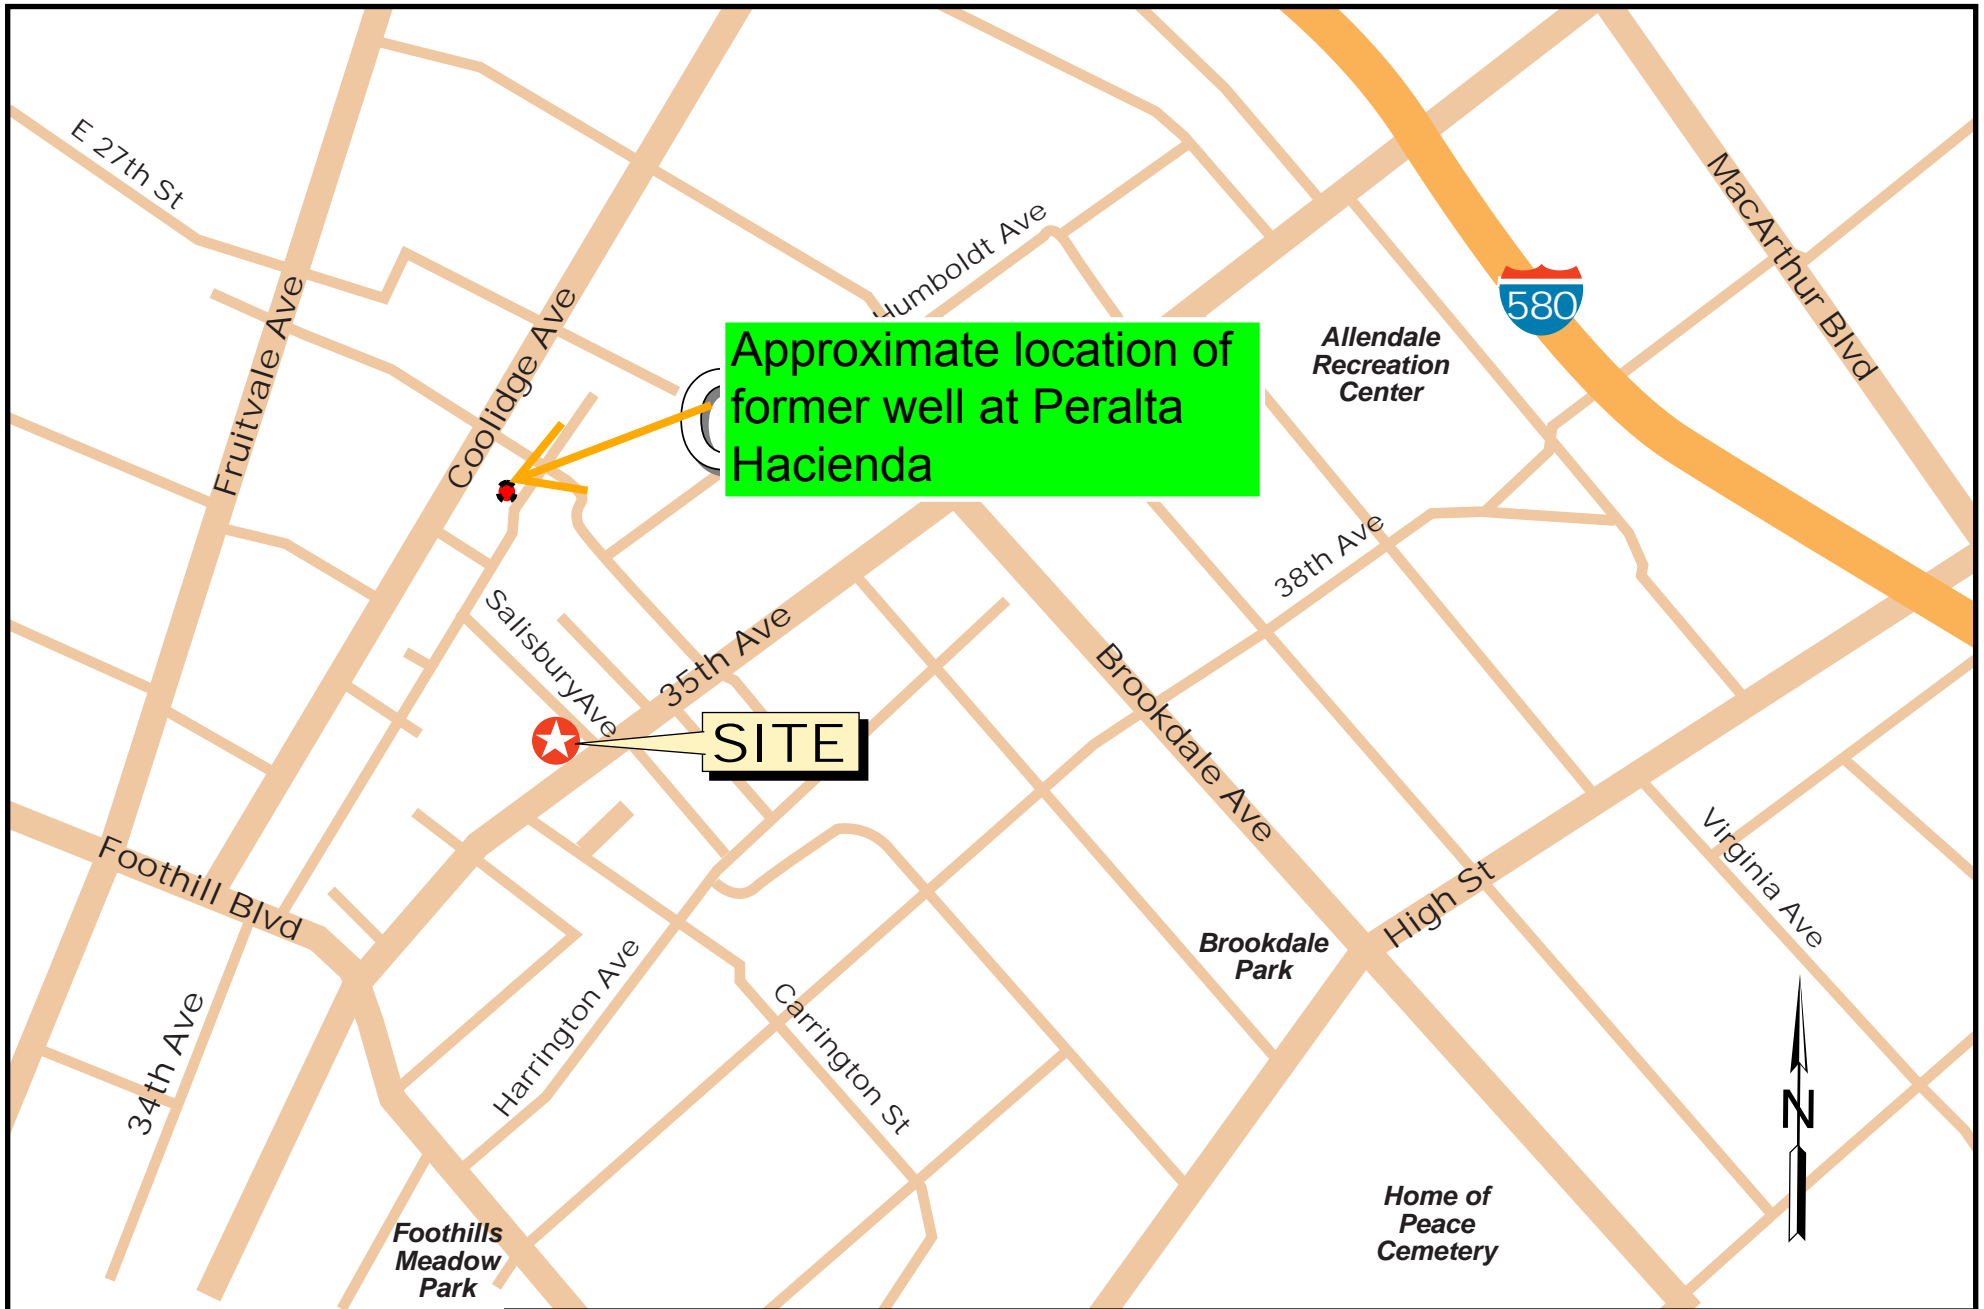 E 27th St
Fruitvale Ave
Coolidge Ave
Humboldt Ave
MacArthur Blvd
580
Approximate location of
former well at Peralta
Hacienda
Allendale
Recreation
Center
38th Ave
SalisburyAve
35th Ave
SITE
Brookdale Ave
Foothill Blvd
High St
Virginia Ave
Brookdale
Park
34th Ave
Harrington Ave
Carrington St
N
Foothills
Meadow
Park
Home of
Peace
Cemetery